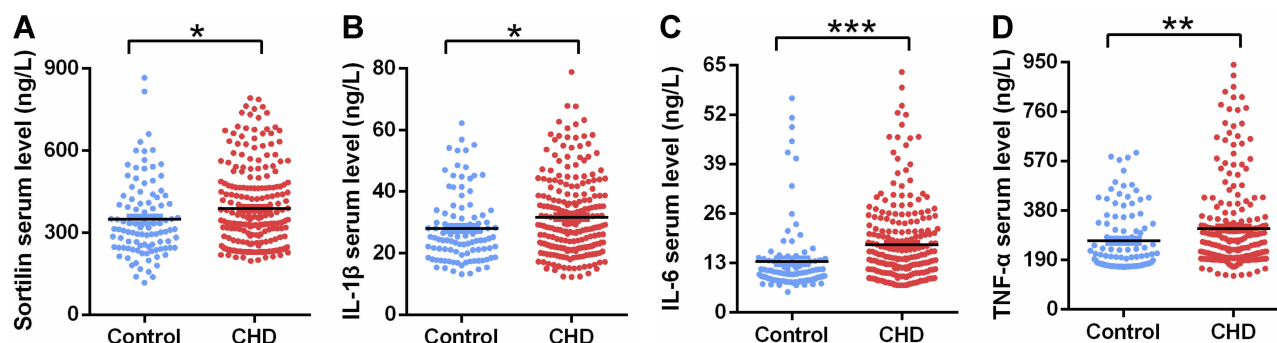 A
Sortilin serum level (ng/L)
900
600
300
0
Control
CHD
*
B
IL-1β serum level (ng/L)
80
60
40
20
0
Control
CHD
*
C
IL-6 serum level (ng/L)
65
52
39
26
13
0
Control
CHD
***
D
TNF-α serum level (ng/L)
950
760
570
380
190
0
Control
CHD
**